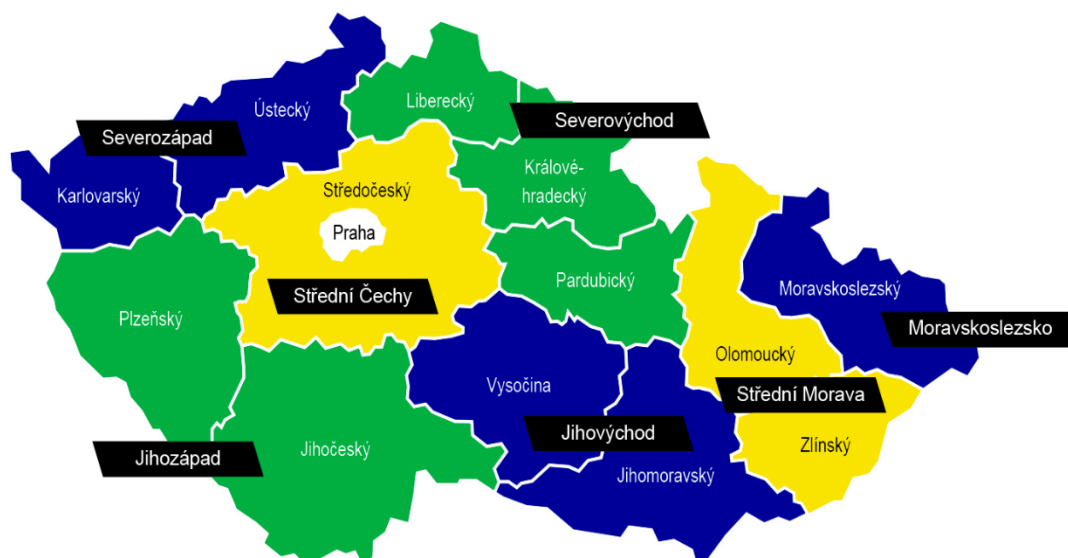 Ústecký
Liberecký
Severozápad
Severovýchod
Karlovarský
Středočeský
Králové-
hradecký
Praha
Pardubický
Střední Čechy
Plzeňský
Moravskoslezský
Moravskoslezsko
Olomoucký
Vysočina
Střední Morava
Jihovýchod
Zlínský
Jihozápad
Jihočeský
Jihomoravský